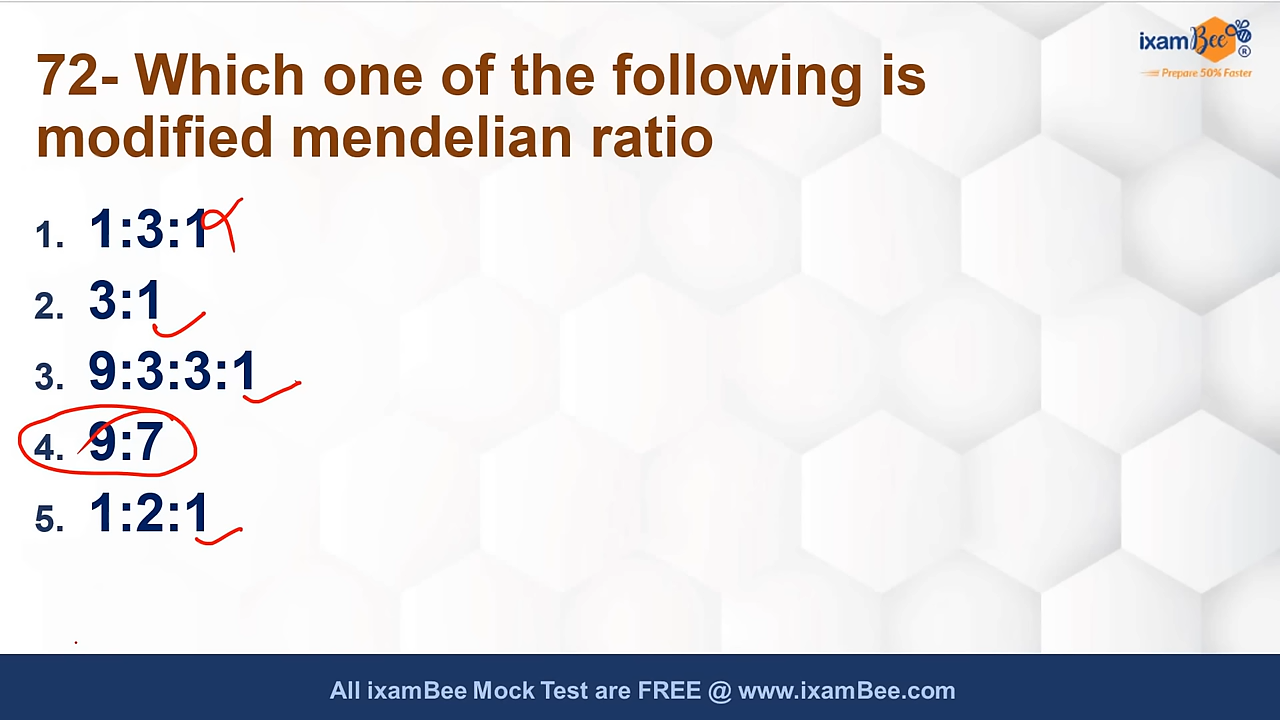 ixamBee®
Prepare 50% Faster
72- Which one of the following is
modified mendelian ratio
1. 1:3:1
2. 3:1
3. 9:3:3:1
4. 9:7
5. 1:2:1
All ixamBee Mock Test are FREE @ www.ixamBee.com